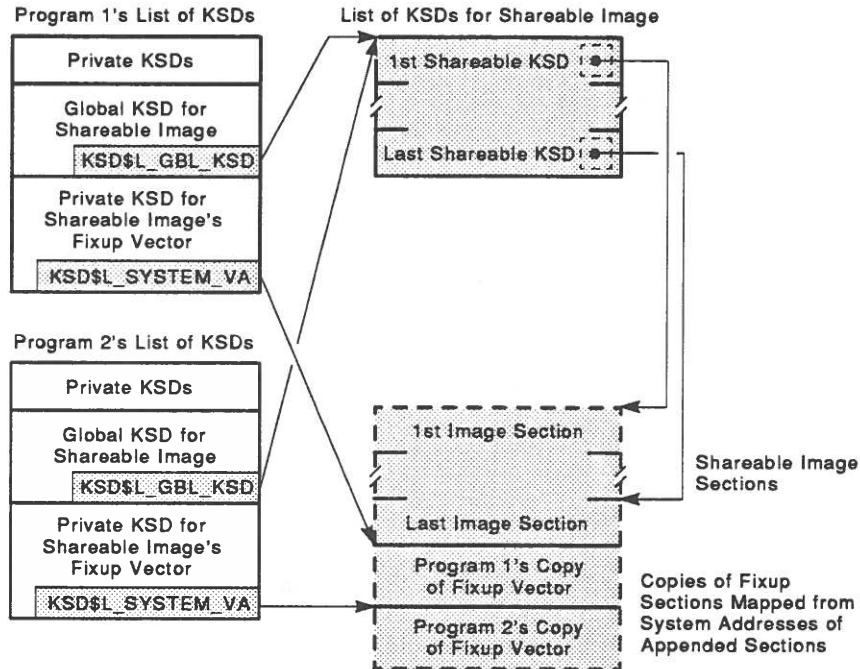 Program 1's List of KSDs
Private KSDs
Global KSD for
Shareable Image
KSD$L_GBL_KSD
Private KSD for
Shareable Image's
Fixup Vector
KSD$L_SYSTEM_VA
Program 2's List of KSDs
Private KSDs
Global KSD for
Shareable Image
KSD$L_GBL_KSD
Private KSD for
Shareable Image's
Fixup Vector
KSD$L_SYSTEM_VA
List of KSDs for Shareable Image
1st Shareable KSD
Last Shareable KSD
1st Image Section
Last Image Section
Program 1's Copy
of Fixup Vector
Program 2's Copy
of Fixup Vector
Shareable Image
Sections
Copies of Fixup
Sections Mapped from
System Addresses of
Appended Sections